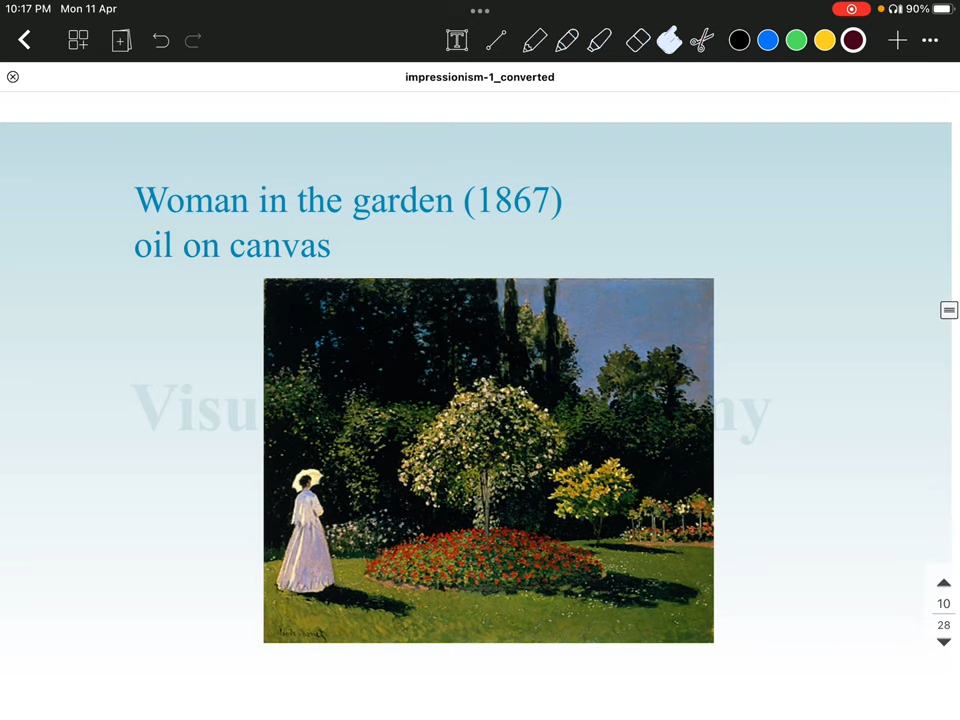 10:17 PM Mon 11 Apr
90%
impressionism-1_converted
Woman in the garden (1867)
oil on canvas
10
28